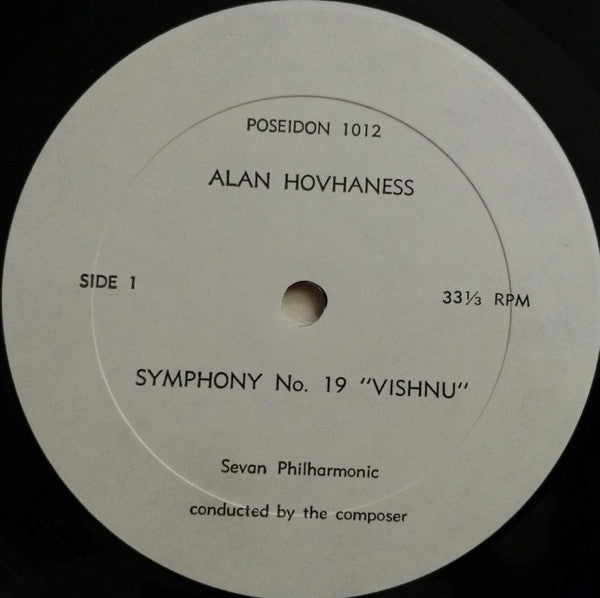 POSEIDON 1012
ALAN HOVHANESS
SIDE 1
33⅓ RPM
SYMPHONY No. 19 "VISHNU"
Sevan Philharmonic
conducted by the composer